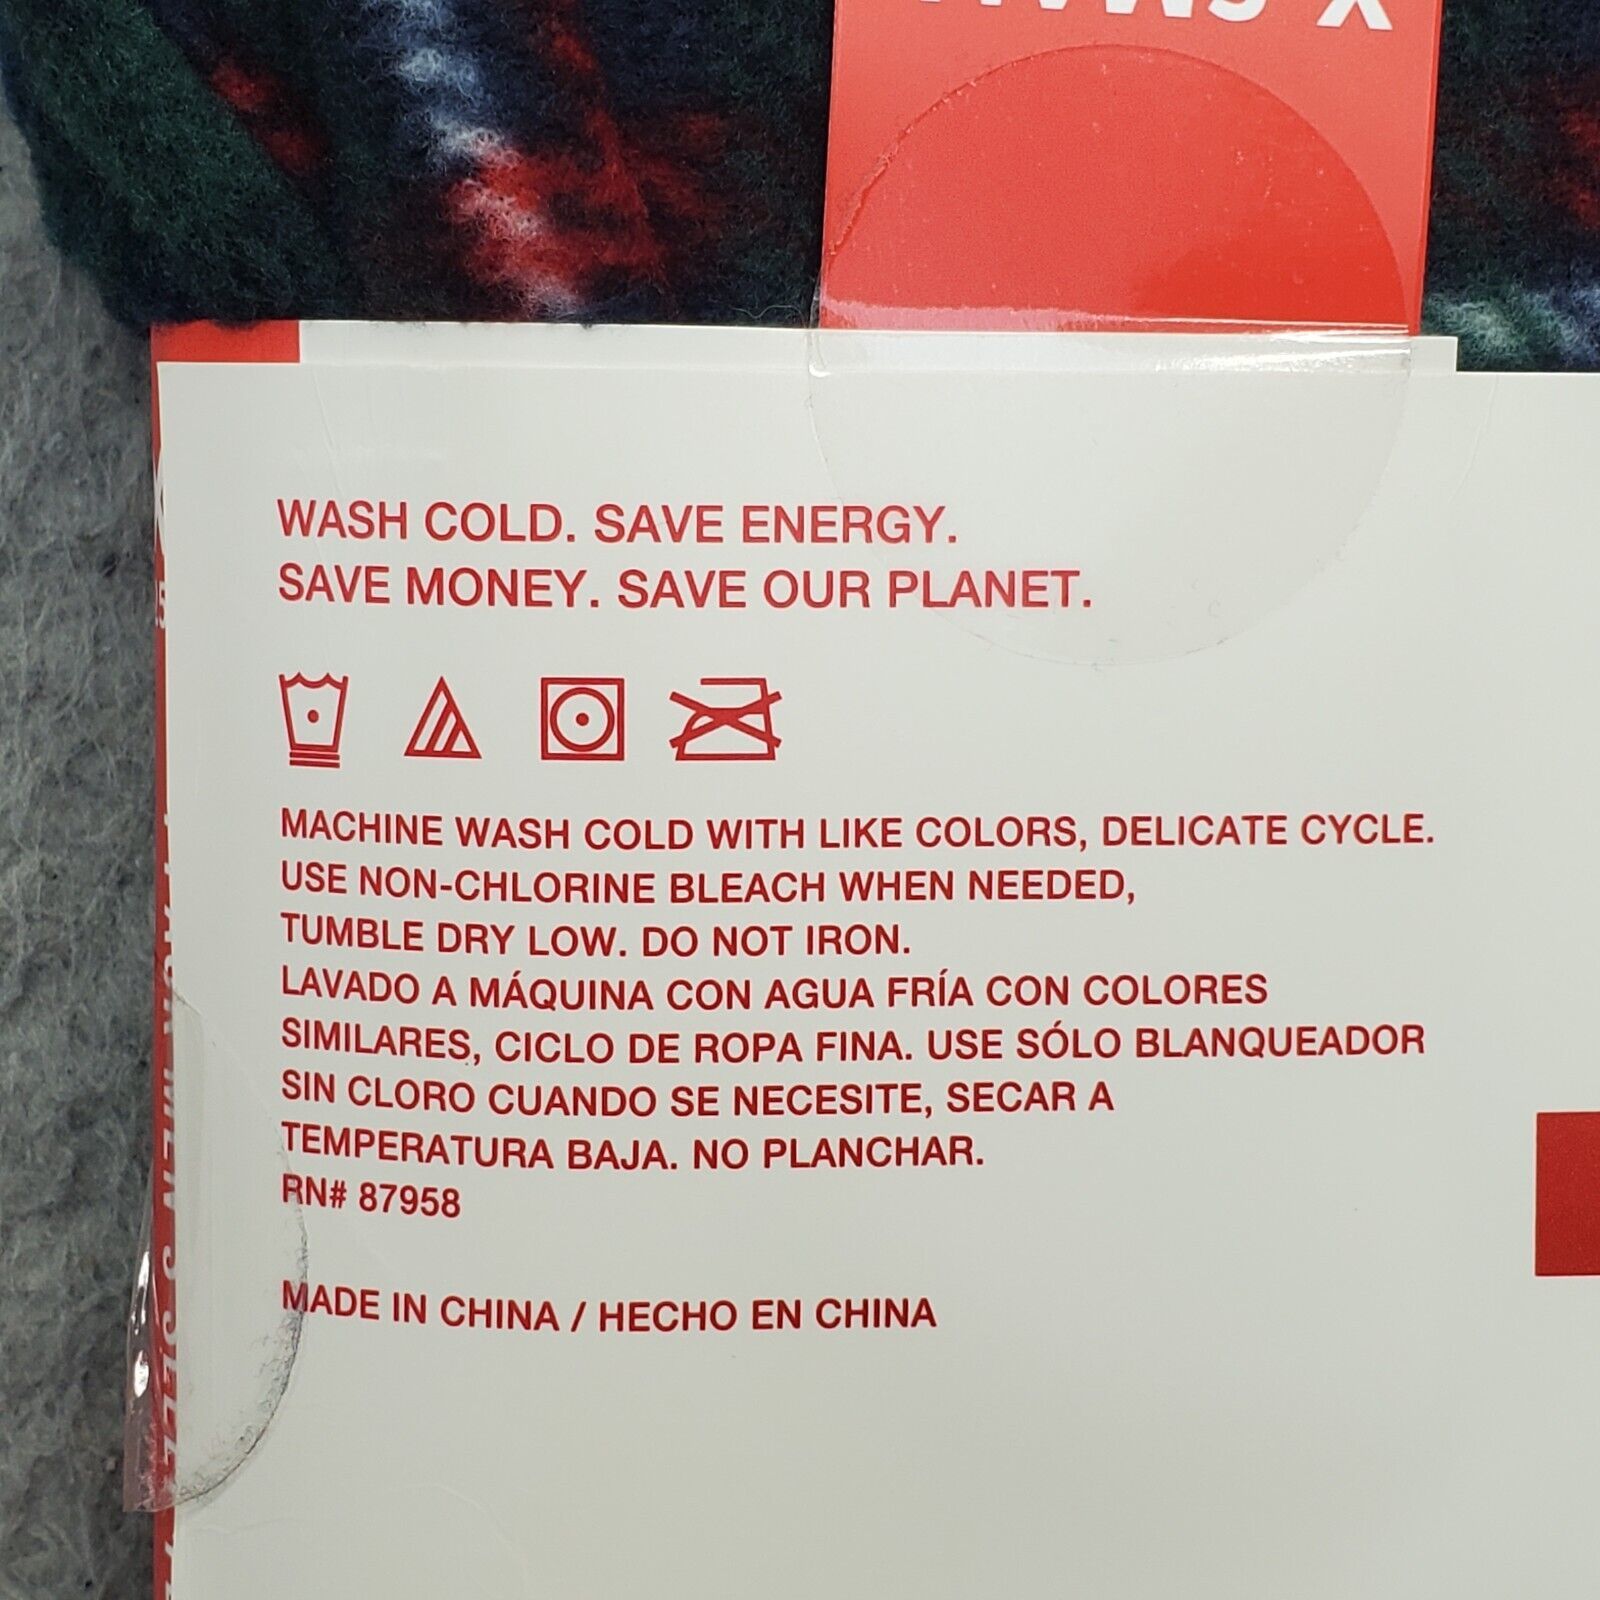 WASH COLD. SAVE ENERGY.
SAVE MONEY. SAVE OUR PLANET.
MACHINE WASH COLD WITH LIKE COLORS, DELICATE CYCLE.
USE NON-CHLORINE BLEACH WHEN NEEDED,
TUMBLE DRY LOW. DO NOT IRON.
LAVADO A MÁQUINA CON AGUA FRÍA CON COLORES
SIMILARES, CICLO DE ROPA FINA. USE SÓLO BLANQUEADOR
SIN CLORO CUANDO SE NECESITE, SECAR A
TEMPERATURA BAJA. NO PLANCHAR.
RN# 87958
MADE IN CHINA / HECHO EN CHINA